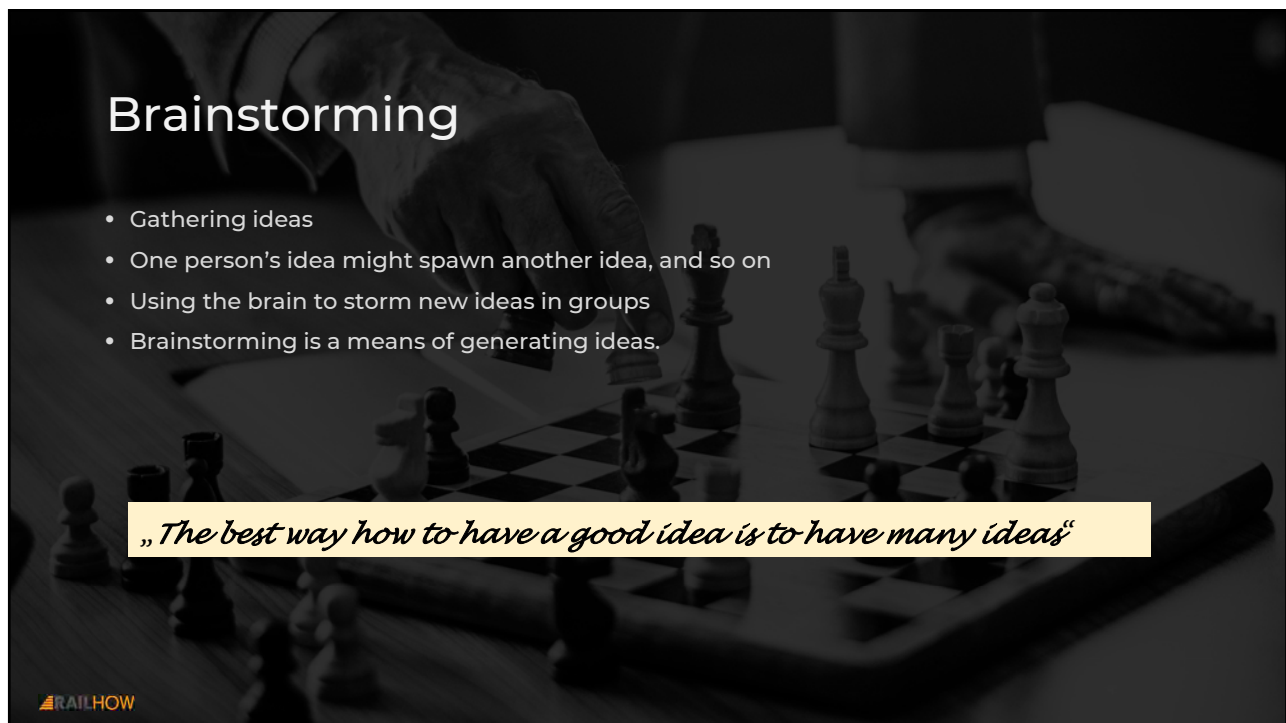 Brainstorming
• Gathering ideas
• One person’s idea might spawn another idea, and so on
• Using the brain to storm new ideas in groups
• Brainstorming is a means of generating ideas.
„The best way how to have a good idea is to have many ideas“
RAILHOW